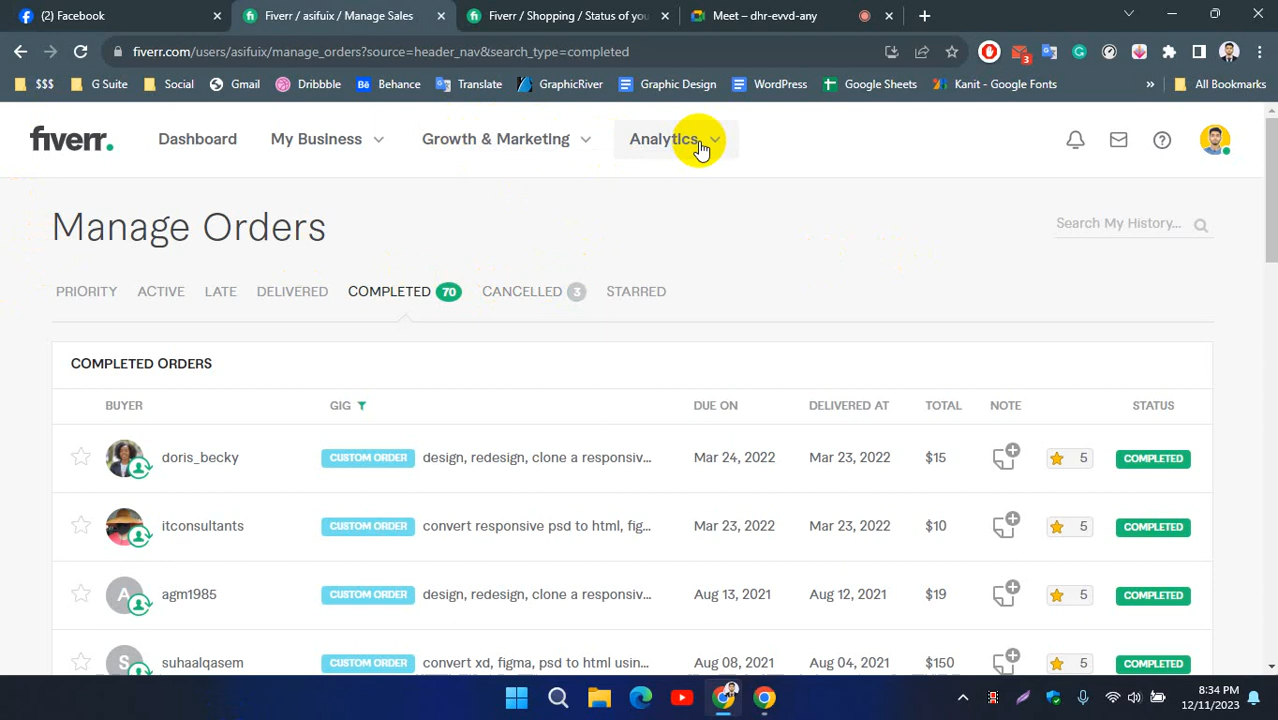 (2) Facebook
Fiverr / asifuix / Manage Sales
Fiverr / Shopping / Status of you
Meet – dhr-evvd-any
fiverr.com/users/asifuix/manage_orders?source=header_nav&search_type=completed
3
$$$ G Suite Social Gmail Dribbble Behance Translate GraphicRiver Graphic Design WordPress Google Sheets Kanit - Google Fonts » All Bookmarks
fiverr. Dashboard My Business Growth & Marketing Analytics
Manage Orders
Search My History...
PRIORITY ACTIVE LATE DELIVERED COMPLETED 70 CANCELLED 3 STARRED
COMPLETED ORDERS
BUYER GIG DUE ON DELIVERED AT TOTAL NOTE STATUS
doris_becky CUSTOM ORDER design, redesign, clone a responsiv... Mar 24, 2022 Mar 23, 2022 $15 5 COMPLETED
itconsultants CUSTOM ORDER convert responsive psd to html, fig... Mar 23, 2022 Mar 23, 2022 $10 5 COMPLETED
A agm1985 CUSTOM ORDER design, redesign, clone a responsiv... Aug 13, 2021 Aug 12, 2021 $19 5 COMPLETED
S suhaalqasem CUSTOM ORDER convert xd, figma, psd to html usin... Aug 08, 2021 Aug 04, 2021 $150 5 COMPLETED
8:34 PM
12/11/2023